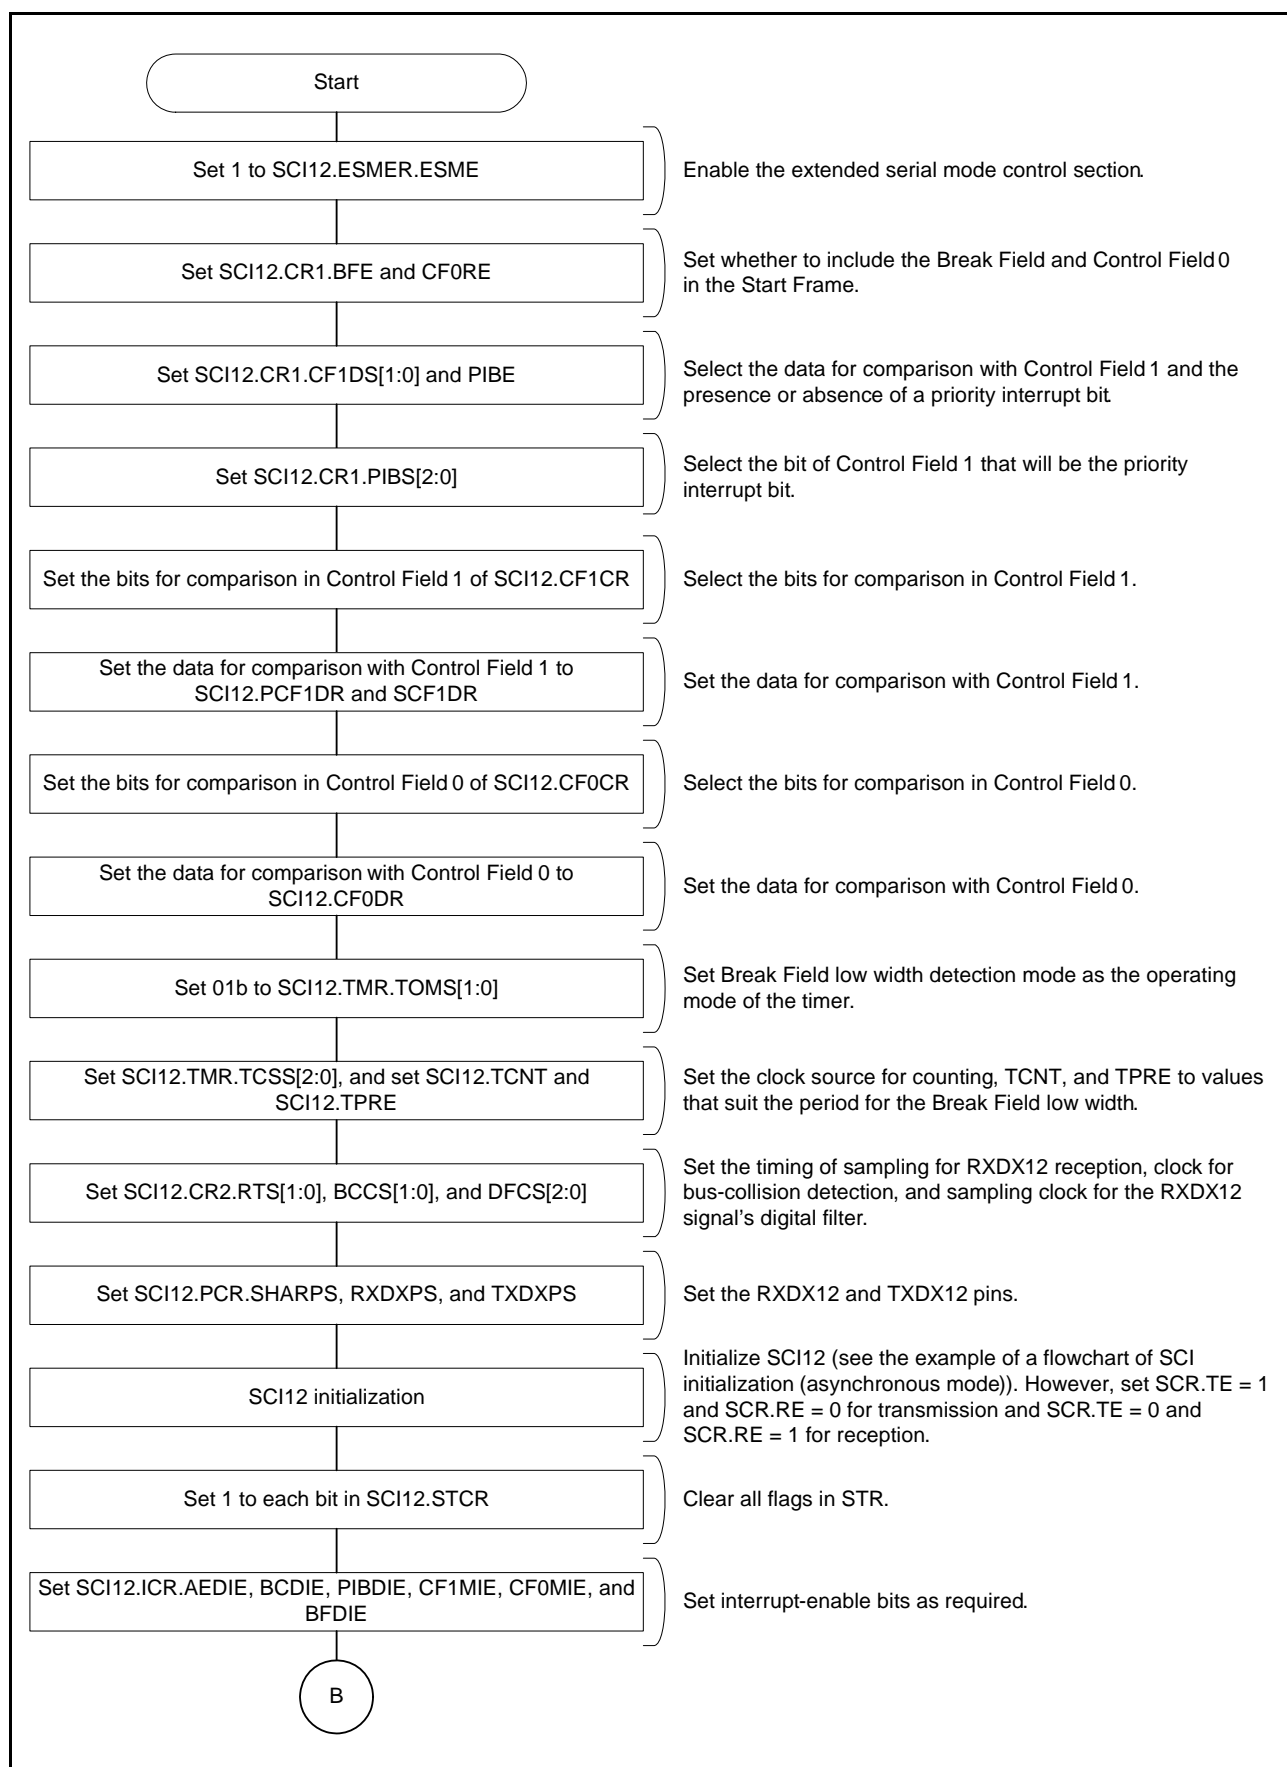 Start
Set 1 to SCI12.ESMER.ESME
Enable the extended serial mode control section.
Set SCI12.CR1.BFE and CF0RE
Set whether to include the Break Field and Control Field 0
in the Start Frame.
Set SCI12.CR1.CF1DS[1:0] and PIBE
Select the data for comparison with Control Field 1 and the
presence or absence of a priority interrupt bit.
Set SCI12.CR1.PIBS[2:0]
Select the bit of Control Field 1 that will be the priority
interrupt bit.
Set the bits for comparison in Control Field 1 of SCI12.CF1CR
Select the bits for comparison in Control Field 1.
Set the data for comparison with Control Field 1 to
SCI12.PCF1DR and SCF1DR
Set the data for comparison with Control Field 1.
Set the bits for comparison in Control Field 0 of SCI12.CF0CR
Select the bits for comparison in Control Field 0.
Set the data for comparison with Control Field 0 to
SCI12.CF0DR
Set the data for comparison with Control Field 0.
Set 01b to SCI12.TMR.TOMS[1:0]
Set Break Field low width detection mode as the operating
mode of the timer.
Set SCI12.TMR.TCSS[2:0], and set SCI12.TCNT and
SCI12.TPRE
Set the clock source for counting, TCNT, and TPRE to values
that suit the period for the Break Field low width.
Set SCI12.CR2.RTS[1:0], BCCS[1:0], and DFCS[2:0]
Set the timing of sampling for RXDX12 reception, clock for
bus-collision detection, and sampling clock for the RXDX12
signal's digital filter.
Set SCI12.PCR.SHARPS, RXDXPS, and TXDXPS
Set the RXDX12 and TXDX12 pins.
SCI12 initialization
Initialize SCI12 (see the example of a flowchart of SCI
initialization (asynchronous mode)). However, set SCR.TE = 1
and SCR.RE = 0 for transmission and SCR.TE = 0 and
SCR.RE = 1 for reception.
Set 1 to each bit in SCI12.STCR
Clear all flags in STR.
Set SCI12.ICR.AEDIE, BCDIE, PIBDIE, CF1MIE, CF0MIE, and
BFDIE
Set interrupt-enable bits as required.
B